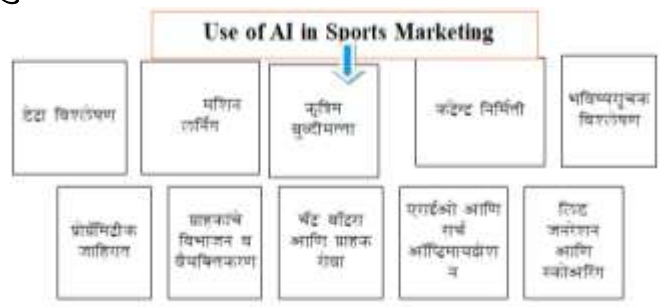 Use of AI in Sports Marketing
डेटा विश्लेषण
मशिन
लर्निंग
कृत्रिम
बुध्दीमत्ता
कंटेन्ट निर्मिती
भविष्यसूचक
विश्लेषण
प्रोग्रॅमिटीक
जाहिरात
ग्राहकांचे
विभाजन व
वैयक्तिकरण
चॅट बॉट्स
आणि ग्राहक
सेवा
एसईओ आणि
सर्च
ऑप्टिमायझेश
न
लिड
जनरेशन
आणि
स्कोअरिंग